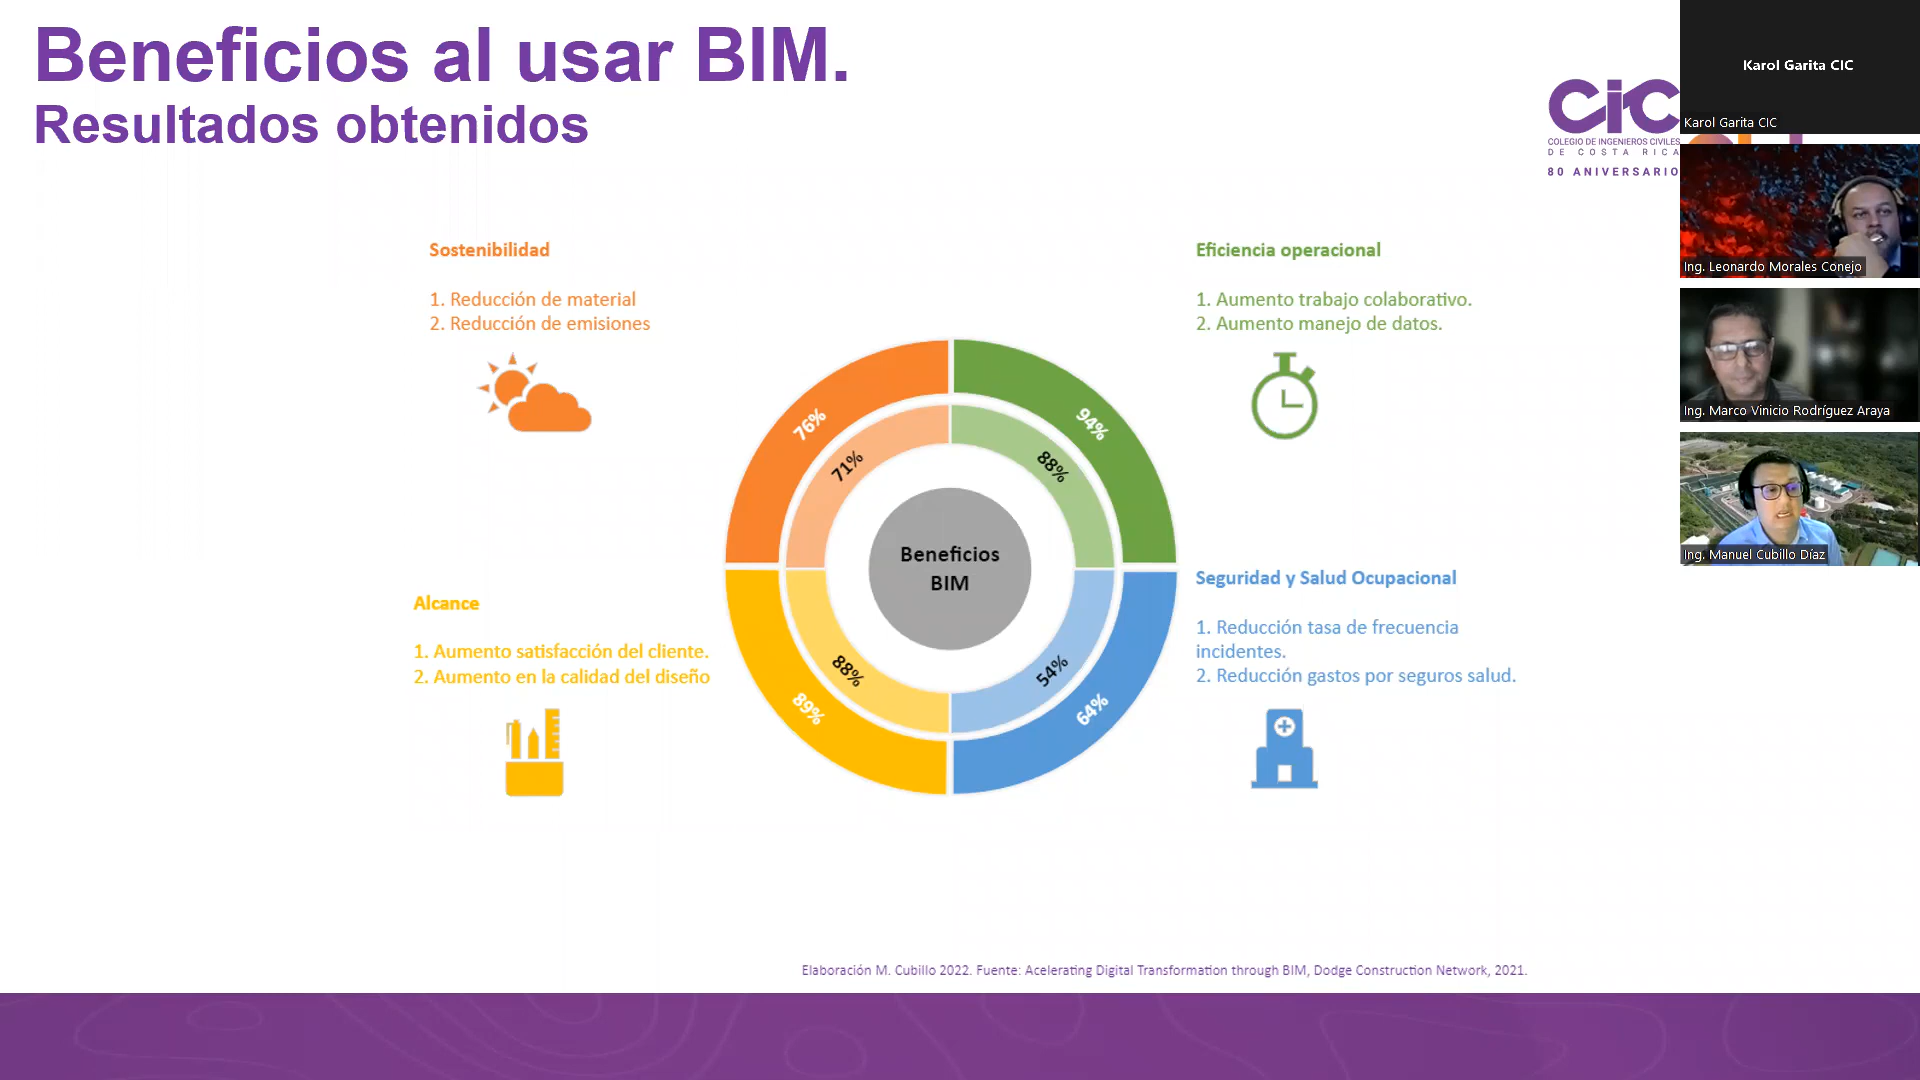 Beneficios al usar BIM.
Resultados obtenidos
CiC
COLEGIO DE INGENIEROS CIVILES
DE COSTA RICA
80 ANIVERSARIO
Karol Garita CIC
Karol Garita CIC
Ing. Leonardo Morales Conejo
Ing. Marco Vinicio Rodríguez Araya
Ing. Manuel Cubillo Díaz
Sostenibilidad
1. Reducción de material
2. Reducción de emisiones
Eficiencia operacional
1. Aumento trabajo colaborativo.
2. Aumento manejo de datos.
76%
71%
94%
88%
Beneficios
BIM
88%
89%
54%
64%
Alcance
1. Aumento satisfacción del cliente.
2. Aumento en la calidad del diseño
Seguridad y Salud Ocupacional
1. Reducción tasa de frecuencia
incidentes.
2. Reducción gastos por seguros salud.
Elaboración M. Cubillo 2022. Fuente: Acelerating Digital Transformation through BIM, Dodge Construction Network, 2021.